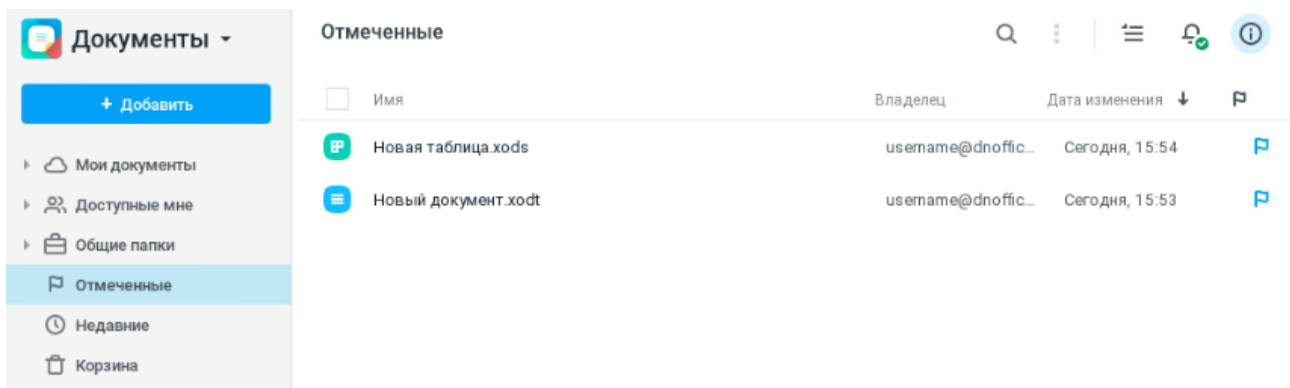 Документы
Отмеченные
+ Добавить
Имя
Владелец
Дата изменения
Мои документы
Новая таблица.xods
username@dnoffic...
Сегодня, 15:54
Доступные мне
Новый документ.xodt
username@dnoffic...
Сегодня, 15:53
Общие папки
Отмеченные
Недавние
Корзина